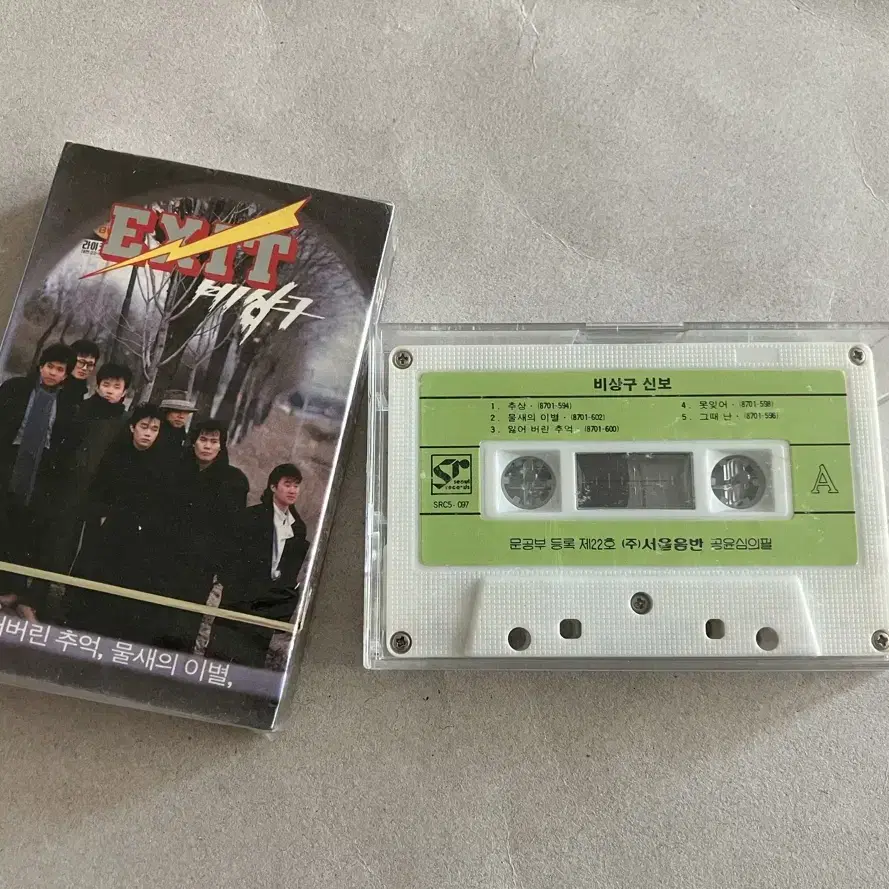 EXIT
비상구
버린 추억, 물새의 이별,
비상구 신보
1. 추상·(8701-594)
2. 물새의 이별·(8701-602)
3. 잃어 버린 추억·(8701-600)
4. 못잊어·(8701-598)
5. 그때 난·(8701-596)
sr
seoul
records
SRC5-097
A
문공부 등록 제22호 (주)서울음반 공윤심의필